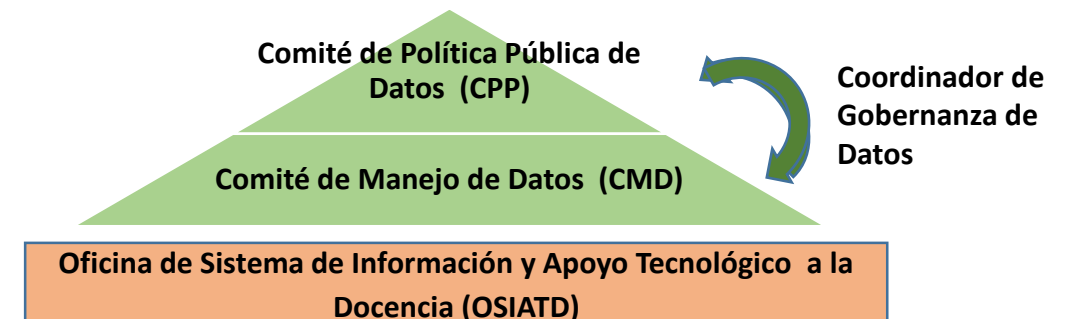 Comité de Política Pública de
Datos (CPP)
Coordinador de
Gobernanza de
Datos
Comité de Manejo de Datos (CMD)
Oficina de Sistema de Información y Apoyo Tecnológico a la
Docencia (OSIATD)